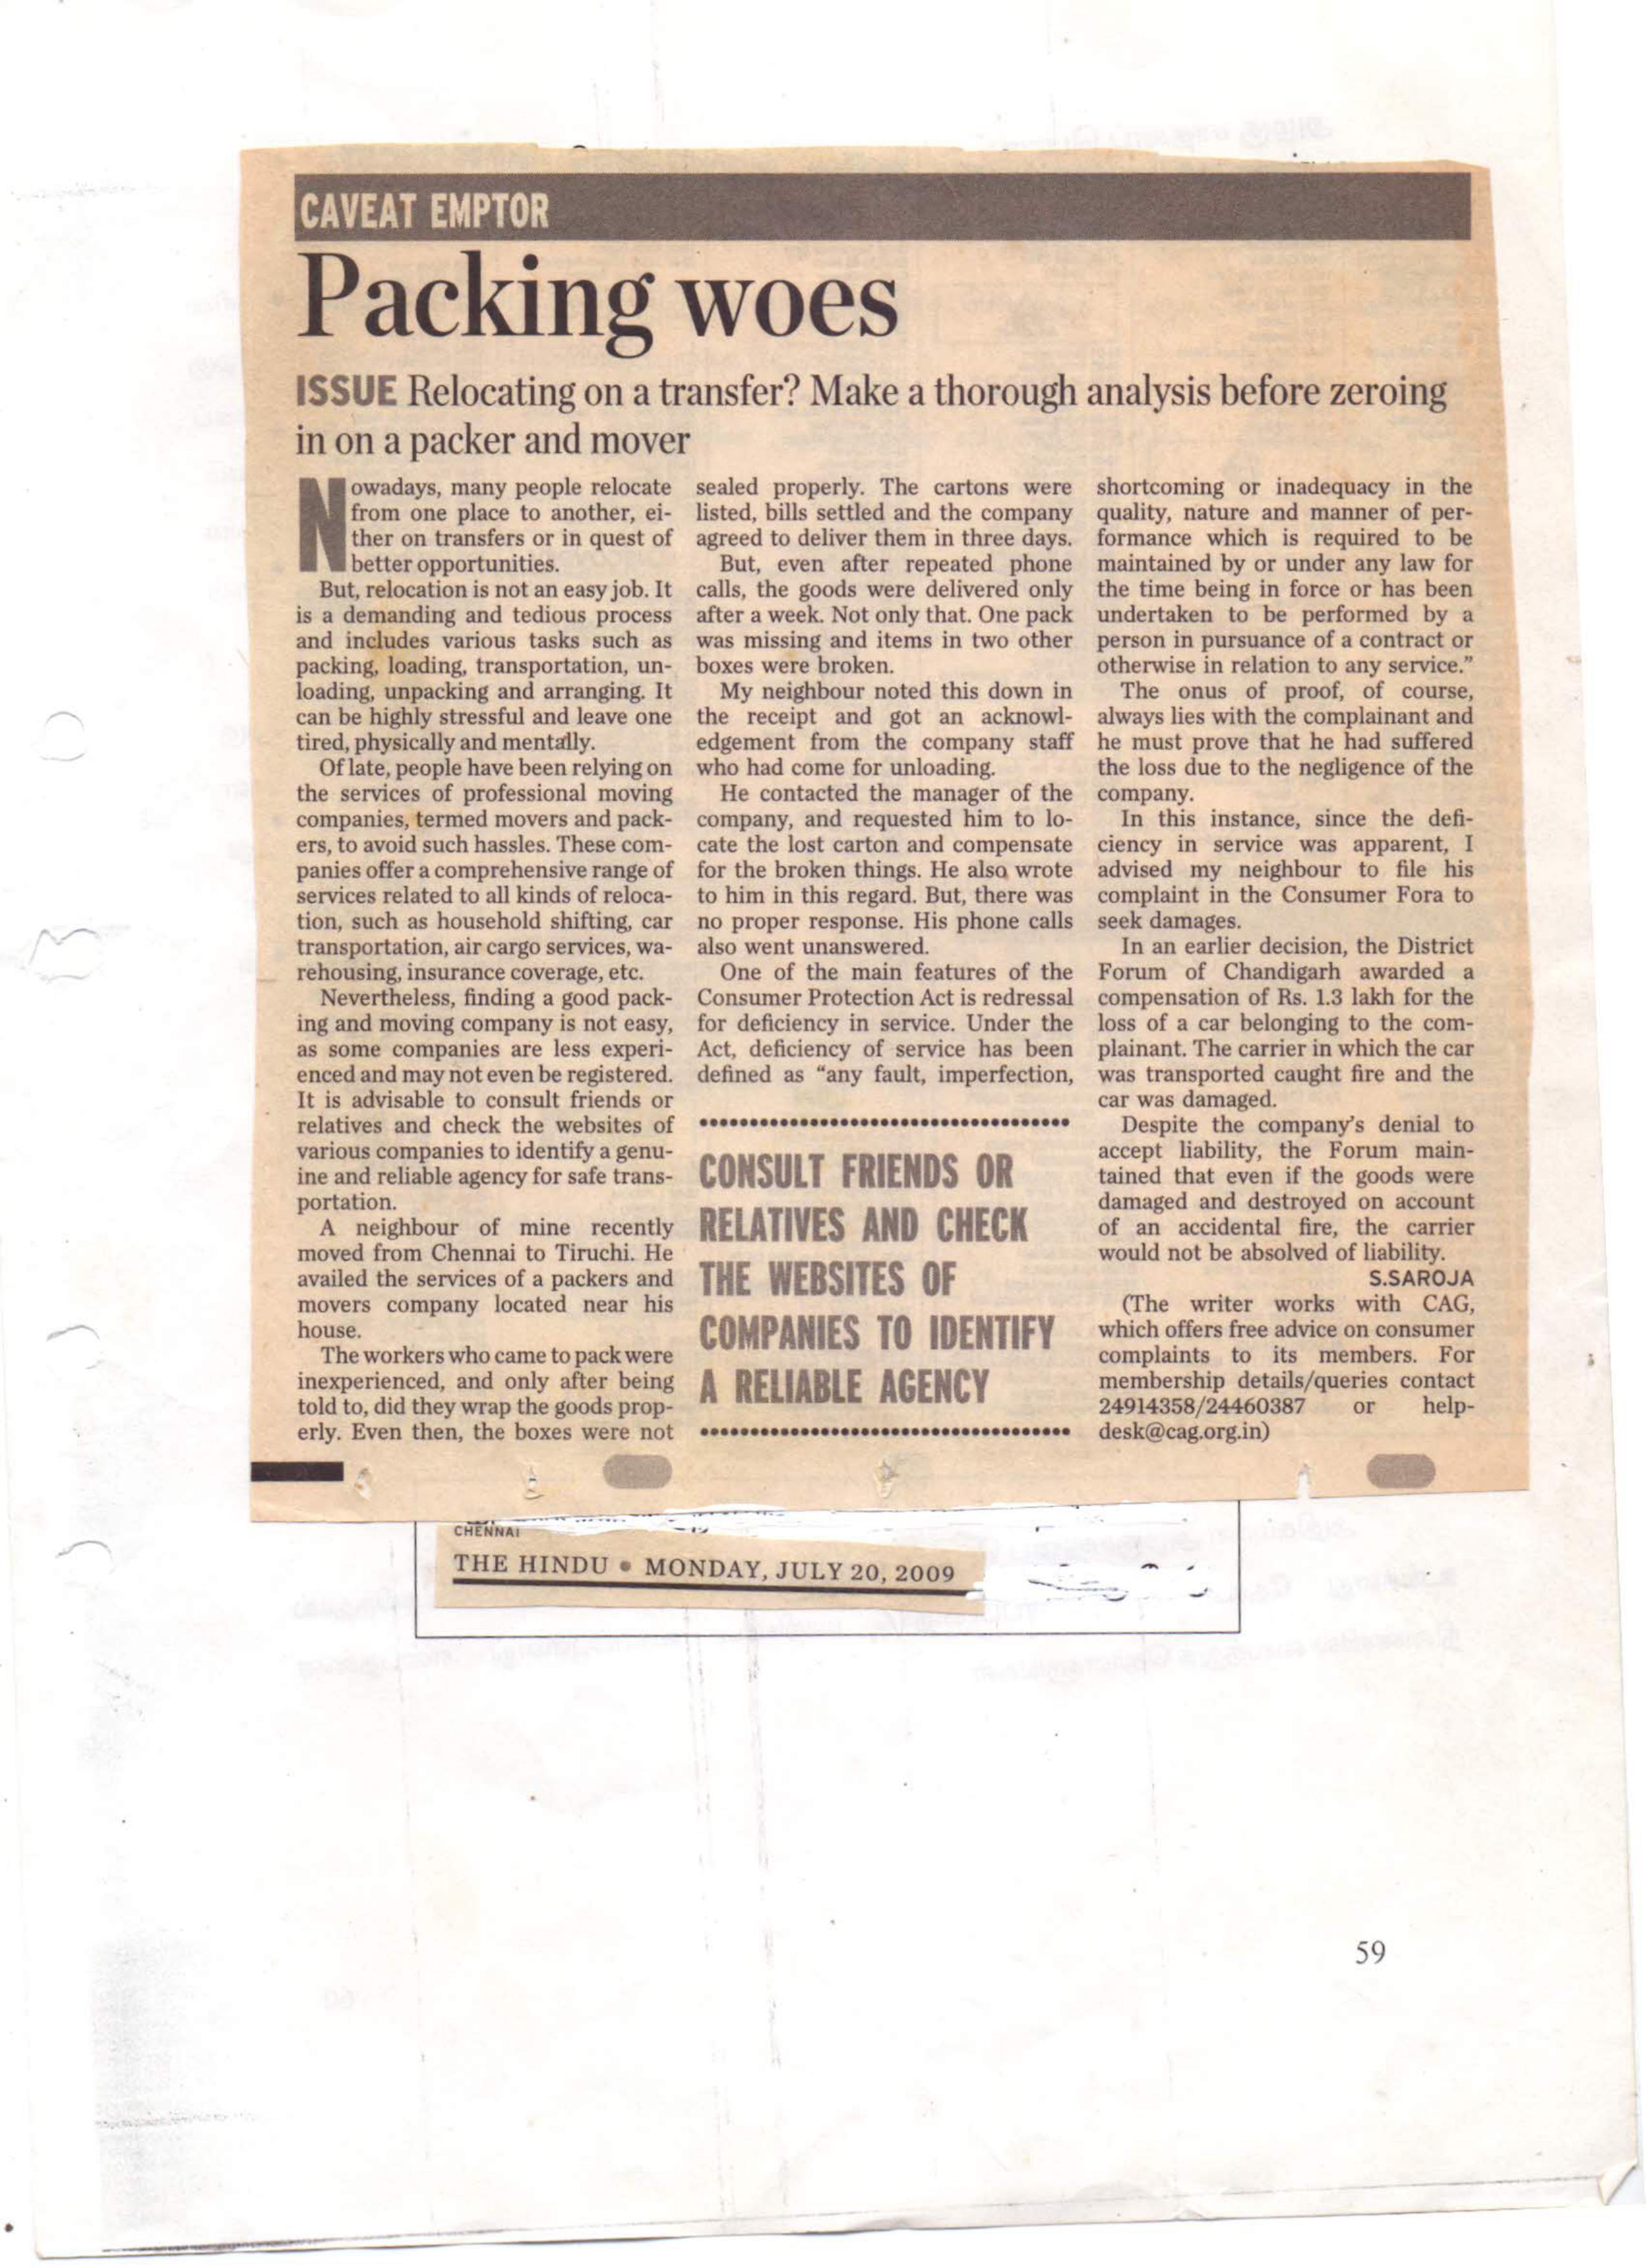 CAVEAT EMPTOR
Packing woes
ISSUE Relocating on a transfer? Make a thorough analysis before zeroing
in on a packer and mover
Nowadays, many people relocate
from one place to another, ei-
ther on transfers or in quest of
better opportunities.
But, relocation is not an easy job. It
is a demanding and tedious process
and includes various tasks such as
packing, loading, transportation, un-
loading, unpacking and arranging. It
can be highly stressful and leave one
tired, physically and mentally.
Of late, people have been relying on
the services of professional moving
companies, termed movers and pack-
ers, to avoid such hassles. These com-
panies offer a comprehensive range of
services related to all kinds of reloca-
tion, such as household shifting, car
transportation, air cargo services, wa-
rehousing, insurance coverage, etc.
Nevertheless, finding a good pack-
ing and moving company is not easy,
as some companies are less experi-
enced and may not even be registered.
It is advisable to consult friends or
relatives and check the websites of
various companies to identify a genu-
ine and reliable agency for safe trans-
portation.
A neighbour of mine recently
moved from Chennai to Tiruchi. He
availed the services of a packers and
movers company located near his
house.
The workers who came to pack were
inexperienced, and only after being
told to, did they wrap the goods prop-
erly. Even then, the boxes were not
sealed properly. The cartons were
listed, bills settled and the company
agreed to deliver them in three days.
But, even after repeated phone
calls, the goods were delivered only
after a week. Not only that. One pack
was missing and items in two other
boxes were broken.
My neighbour noted this down in
the receipt and got an acknowl-
edgement from the company staff
who had come for unloading.
He contacted the manager of the
company, and requested him to lo-
cate the lost carton and compensate
for the broken things. He also wrote
to him in this regard. But, there was
no proper response. His phone calls
also went unanswered.
One of the main features of the
Consumer Protection Act is redressal
for deficiency in service. Under the
Act, deficiency of service has been
defined as “any fault, imperfection,
CONSULT FRIENDS OR
RELATIVES AND CHECK
THE WEBSITES OF
COMPANIES TO IDENTIFY
A RELIABLE AGENCY
shortcoming or inadequacy in the
quality, nature and manner of per-
formance which is required to be
maintained by or under any law for
the time being in force or has been
undertaken to be performed by a
person in pursuance of a contract or
otherwise in relation to any service.”
The onus of proof, of course,
always lies with the complainant and
he must prove that he had suffered
the loss due to the negligence of the
company.
In this instance, since the defi-
ciency in service was apparent, I
advised my neighbour to file his
complaint in the Consumer Fora to
seek damages.
In an earlier decision, the District
Forum of Chandigarh awarded a
compensation of Rs. 1.3 lakh for the
loss of a car belonging to the com-
plainant. The carrier in which the car
was transported caught fire and the
car was damaged.
Despite the company’s denial to
accept liability, the Forum main-
tained that even if the goods were
damaged and destroyed on account
of an accidental fire, the carrier
would not be absolved of liability.
S.SAROJA
(The writer works with CAG,
which offers free advice on consumer
complaints to its members. For
membership details/queries contact
24914358/24460387 or help-
desk@cag.org.in)
CHENNAI
THE HINDU • MONDAY, JULY 20, 2009
59